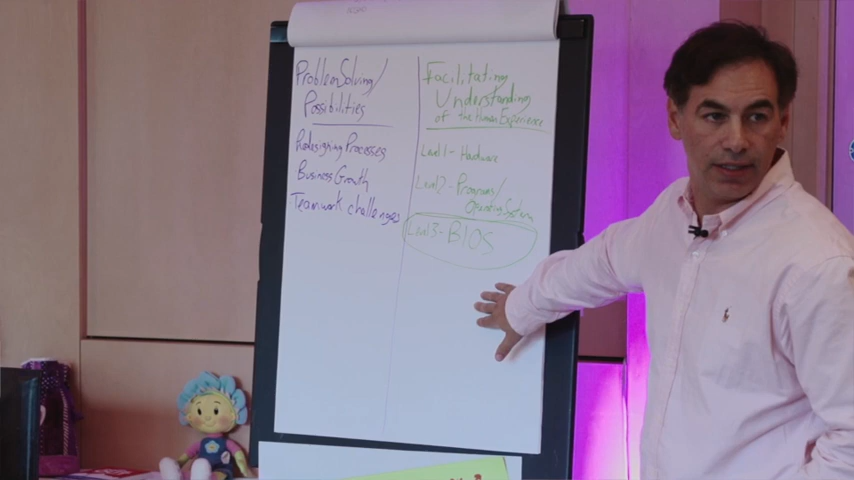 Problem Solving/
Possibilities
Redesigning Processes
Business Growth
Teamwork challenges
Facilitating
Understanding
of the Human Experience
Level 1 - Hardware
Level 2 - Programs/
Operating System
Level 3 - BIOS